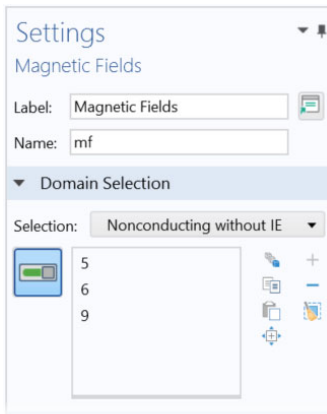 Settings
Magnetic Fields
Label: Magnetic Fields
Name: mf
Domain Selection
Selection: Nonconducting without IE
5
6
9